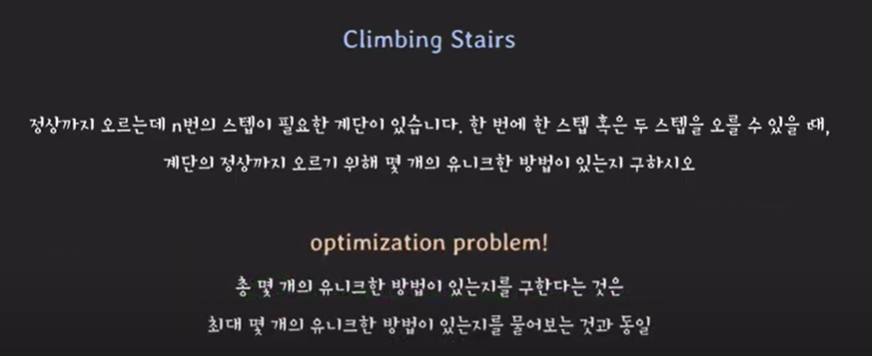 Climbing Stairs
정상까지 오르는데 n번의 스텝이 필요한 계단이 있습니다. 한 번에 한 스텝 혹은 두 스텝을 오를 수 있을 때,
계단의 정상까지 오르기 위해 몇 개의 유니크한 방법이 있는지 구하시오
optimization problem!
총 몇 개의 유니크한 방법이 있는지를 구한다는 것은
최대 몇 개의 유니크한 방법이 있는지를 물어보는 것과 동일